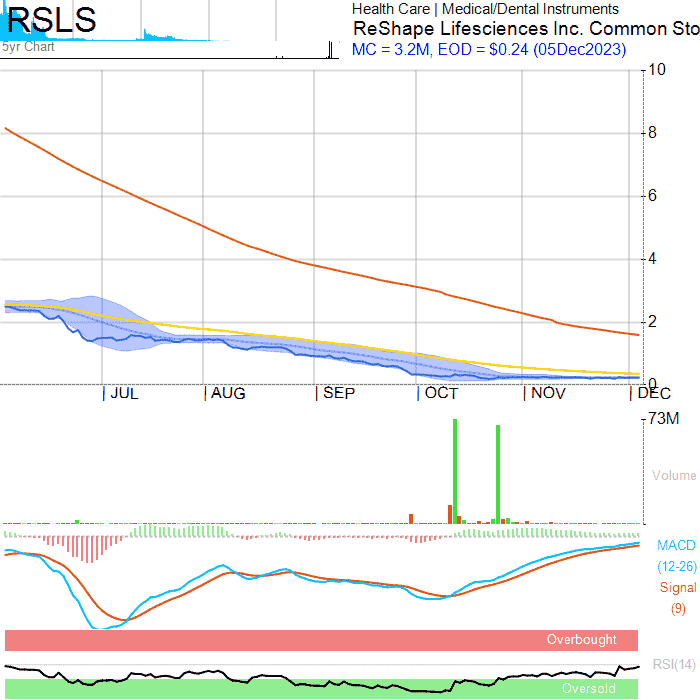 RSLS
5yr Chart
Health Care | Medical/Dental Instruments
ReShape Lifesciences Inc. Common Sto
MC = 3.2M, EOD = $0.24 (05Dec2023)
10
8
6
4
2
0
JUL AUG SEP OCT NOV DEC
73M
Volume
MACD
(12-26)
Signal
(9)
Overbought
RSI(14)
Oversold